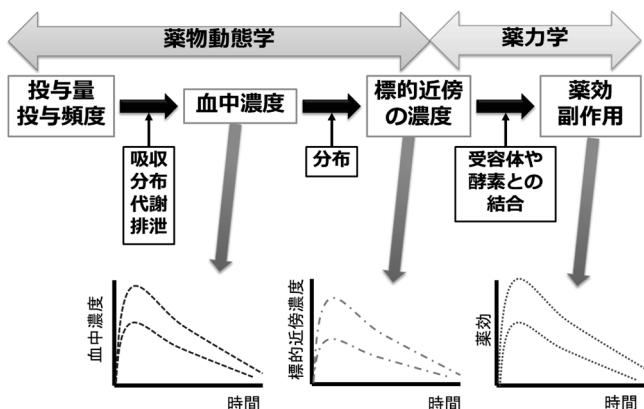 薬物動態学
薬力学
投与量
投与頻度
血中濃度
標的近傍
の濃度
薬効
副作用
吸収
分布
代謝
排泄
分布
受容体や
酵素との
結合
血中濃度
時間
標的近傍濃度
時間
薬効
時間